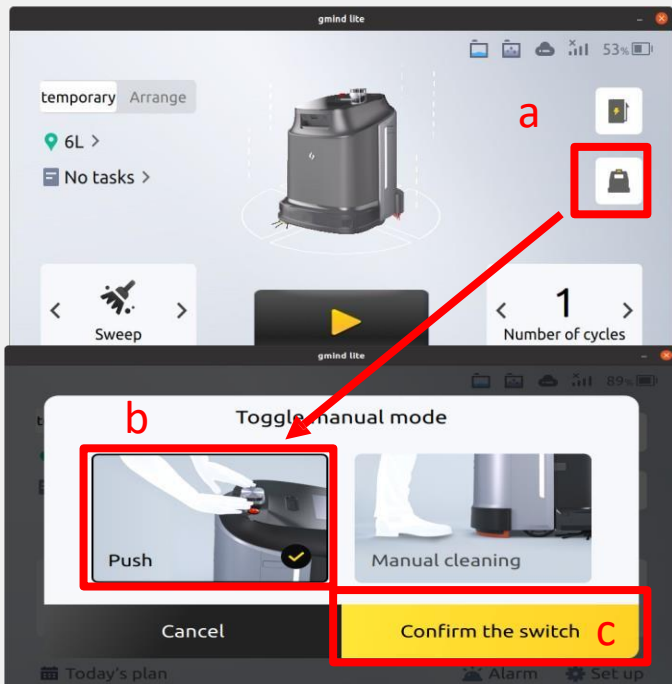 gmind lite
53%
temporary Arrange
a
6L >
No tasks >
< >
Sweep
< 1 >
Number of cycles
gmind lite
89%
b
Toggle manual mode
Push
Manual cleaning
Cancel
Confirm the switch
c
Today's plan
Alarm
Set up